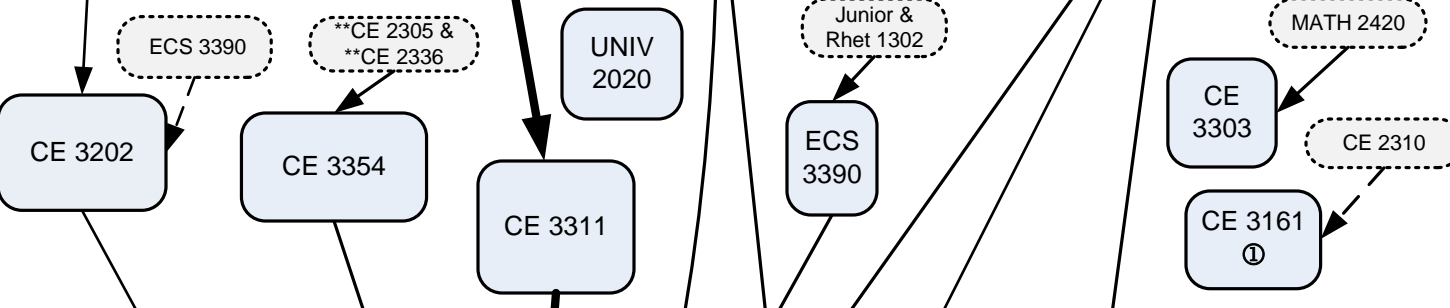 ECS 3390
CE 3202
**CE 2305 &
**CE 2336
CE 3354
UNIV
2020
CE 3311
Junior &
Rhet 1302
ECS
3390
MATH 2420
CE
3303
CE 2310
CE 3161
①